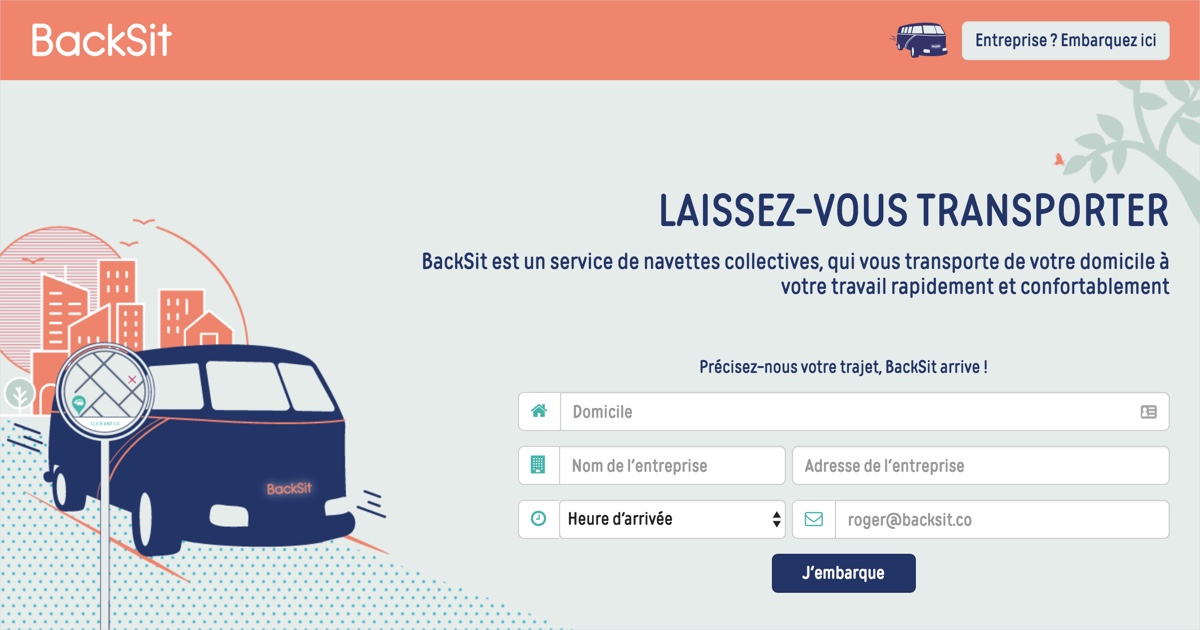 BackSit
Entreprise ? Embarquez ici
LAISSEZ-VOUS TRANSPORTER
BackSit est un service de navettes collectives, qui vous transporte de votre domicile à
votre travail rapidement et confortablement
Précisez-nous votre trajet, BackSit arrive !
Domicile
Nom de l'entreprise
Adresse de l'entreprise
Heure d'arrivée
roger@backsit.co
J'embarque
BackSit